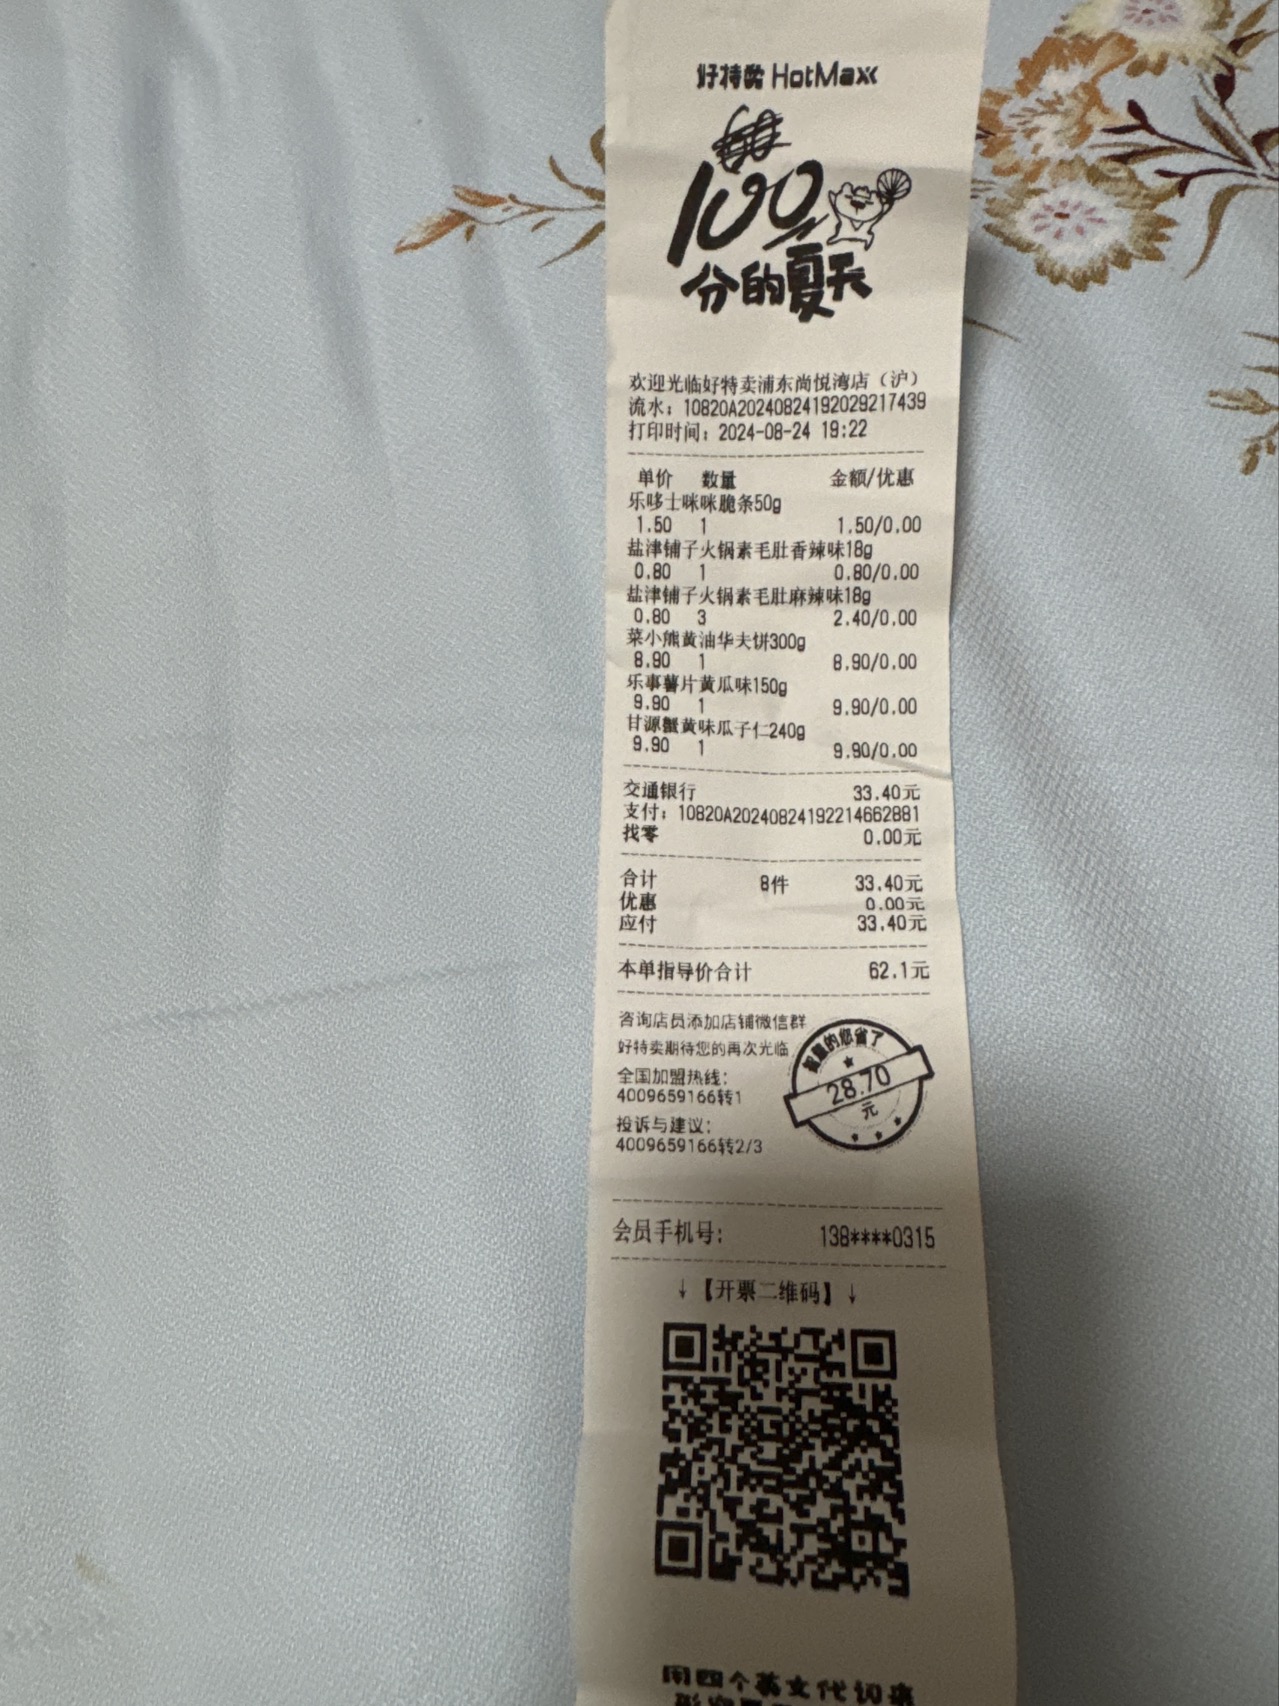 好特卖 HotMaxx
100
分的夏天
欢迎光临好特卖浦东尚悦湾店（沪）
流水：10820A20240824192029217439
打印时间：2024-08-24 19:22
单价 数量 金额/优惠
乐哆士咪咪脆条50g
1.50 1 1.50/0.00
盐津铺子火锅素毛肚香辣味18g
0.80 1 0.80/0.00
盐津铺子火锅素毛肚麻辣味18g
0.80 3 2.40/0.00
菜小熊黄油华夫饼300g
8.90 1 8.90/0.00
乐事薯片黄瓜味150g
9.90 1 9.90/0.00
甘源蟹黄味瓜子仁240g
9.90 1 9.90/0.00
交通银行 33.40元
支付：10820A20240824192214662881
找零 0.00元
合计 8件 33.40元
优惠 0.00元
应付 33.40元
本单指导价合计 62.1元
咨询店员添加店铺微信群
好特卖期待您的再次光临
全国加盟热线：
4009659166转1
投诉与建议：
4009659166转2/3
的您省了
28.70
元
会员手机号： 138****0315
↓【开票二维码】↓
用四个英文代词来